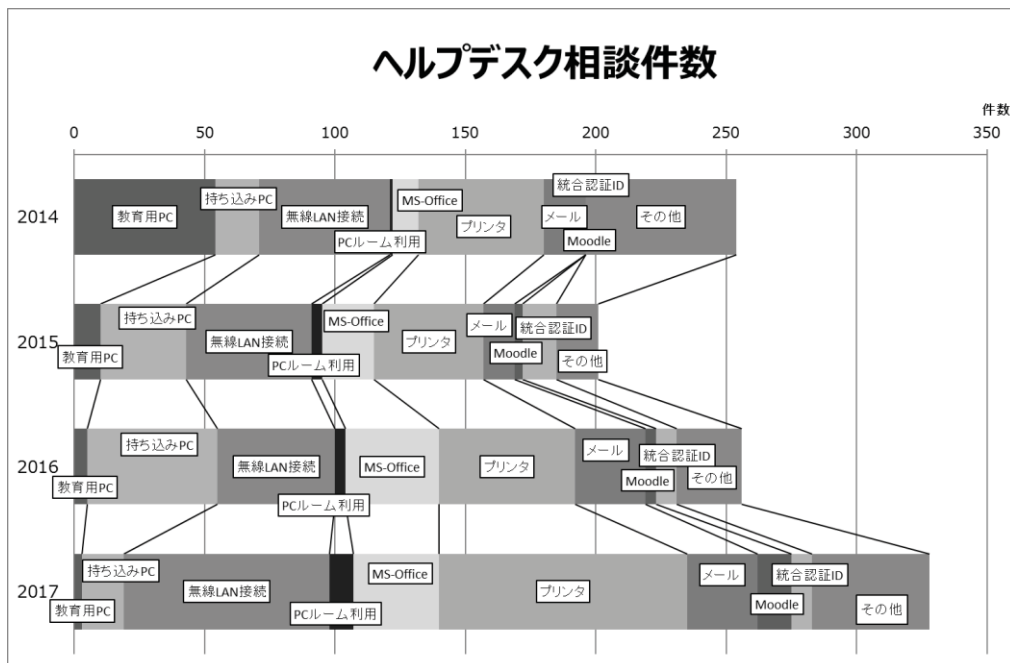 ヘルプデスク相談件数
件数
0 50 100 150 200 250 300 350
2014
教育用PC
持ち込みPC
無線LAN接続
PCルーム利用
MS-Office
プリンタ
メール
Moodle
統合認証ID
その他
2015
教育用PC
持ち込みPC
無線LAN接続
PCルーム利用
MS-Office
プリンタ
メール
Moodle
統合認証ID
その他
2016
教育用PC
持ち込みPC
無線LAN接続
PCルーム利用
MS-Office
プリンタ
メール
Moodle
統合認証ID
その他
2017
教育用PC
持ち込みPC
無線LAN接続
PCルーム利用
MS-Office
プリンタ
メール
Moodle
統合認証ID
その他